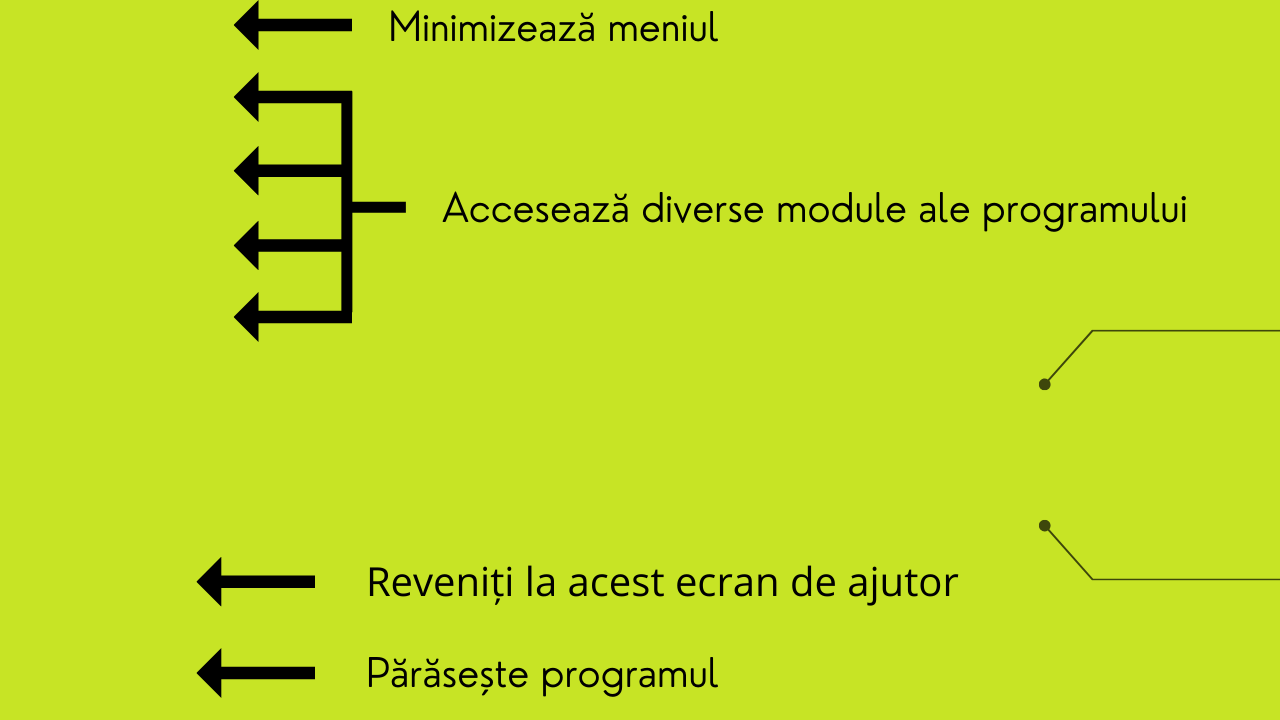 Minimizează meniul
Accesează diverse module ale programului
Reveniți la acest ecran de ajutor
Părăsește programul